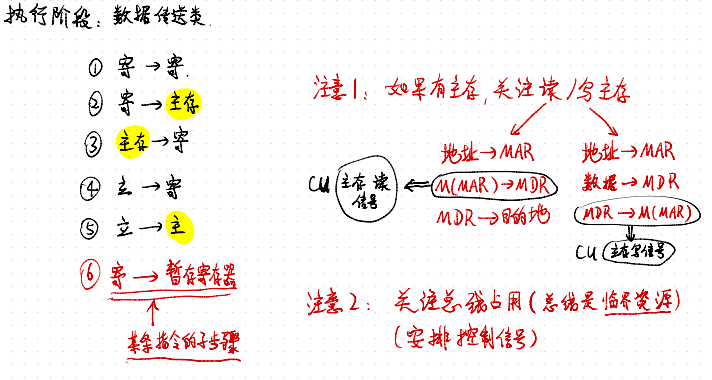 执行阶段：数据传送类
① 寄→寄
② 寄→主存
③ 主存→寄
④ 立→寄
⑤ 立→主
⑥ 寄→暂存寄存器
某条指令的子步骤
注意1：如果有主存，关注读/写主存
地址→MAR
M(MAR)→MDR
MDR→目的地
CU 主存读信号
地址→MAR
数据→MDR
MDR→M(MAR)
CU 主存写信号
注意2：关注总线占用(总线是临界资源)
(安排控制信号)